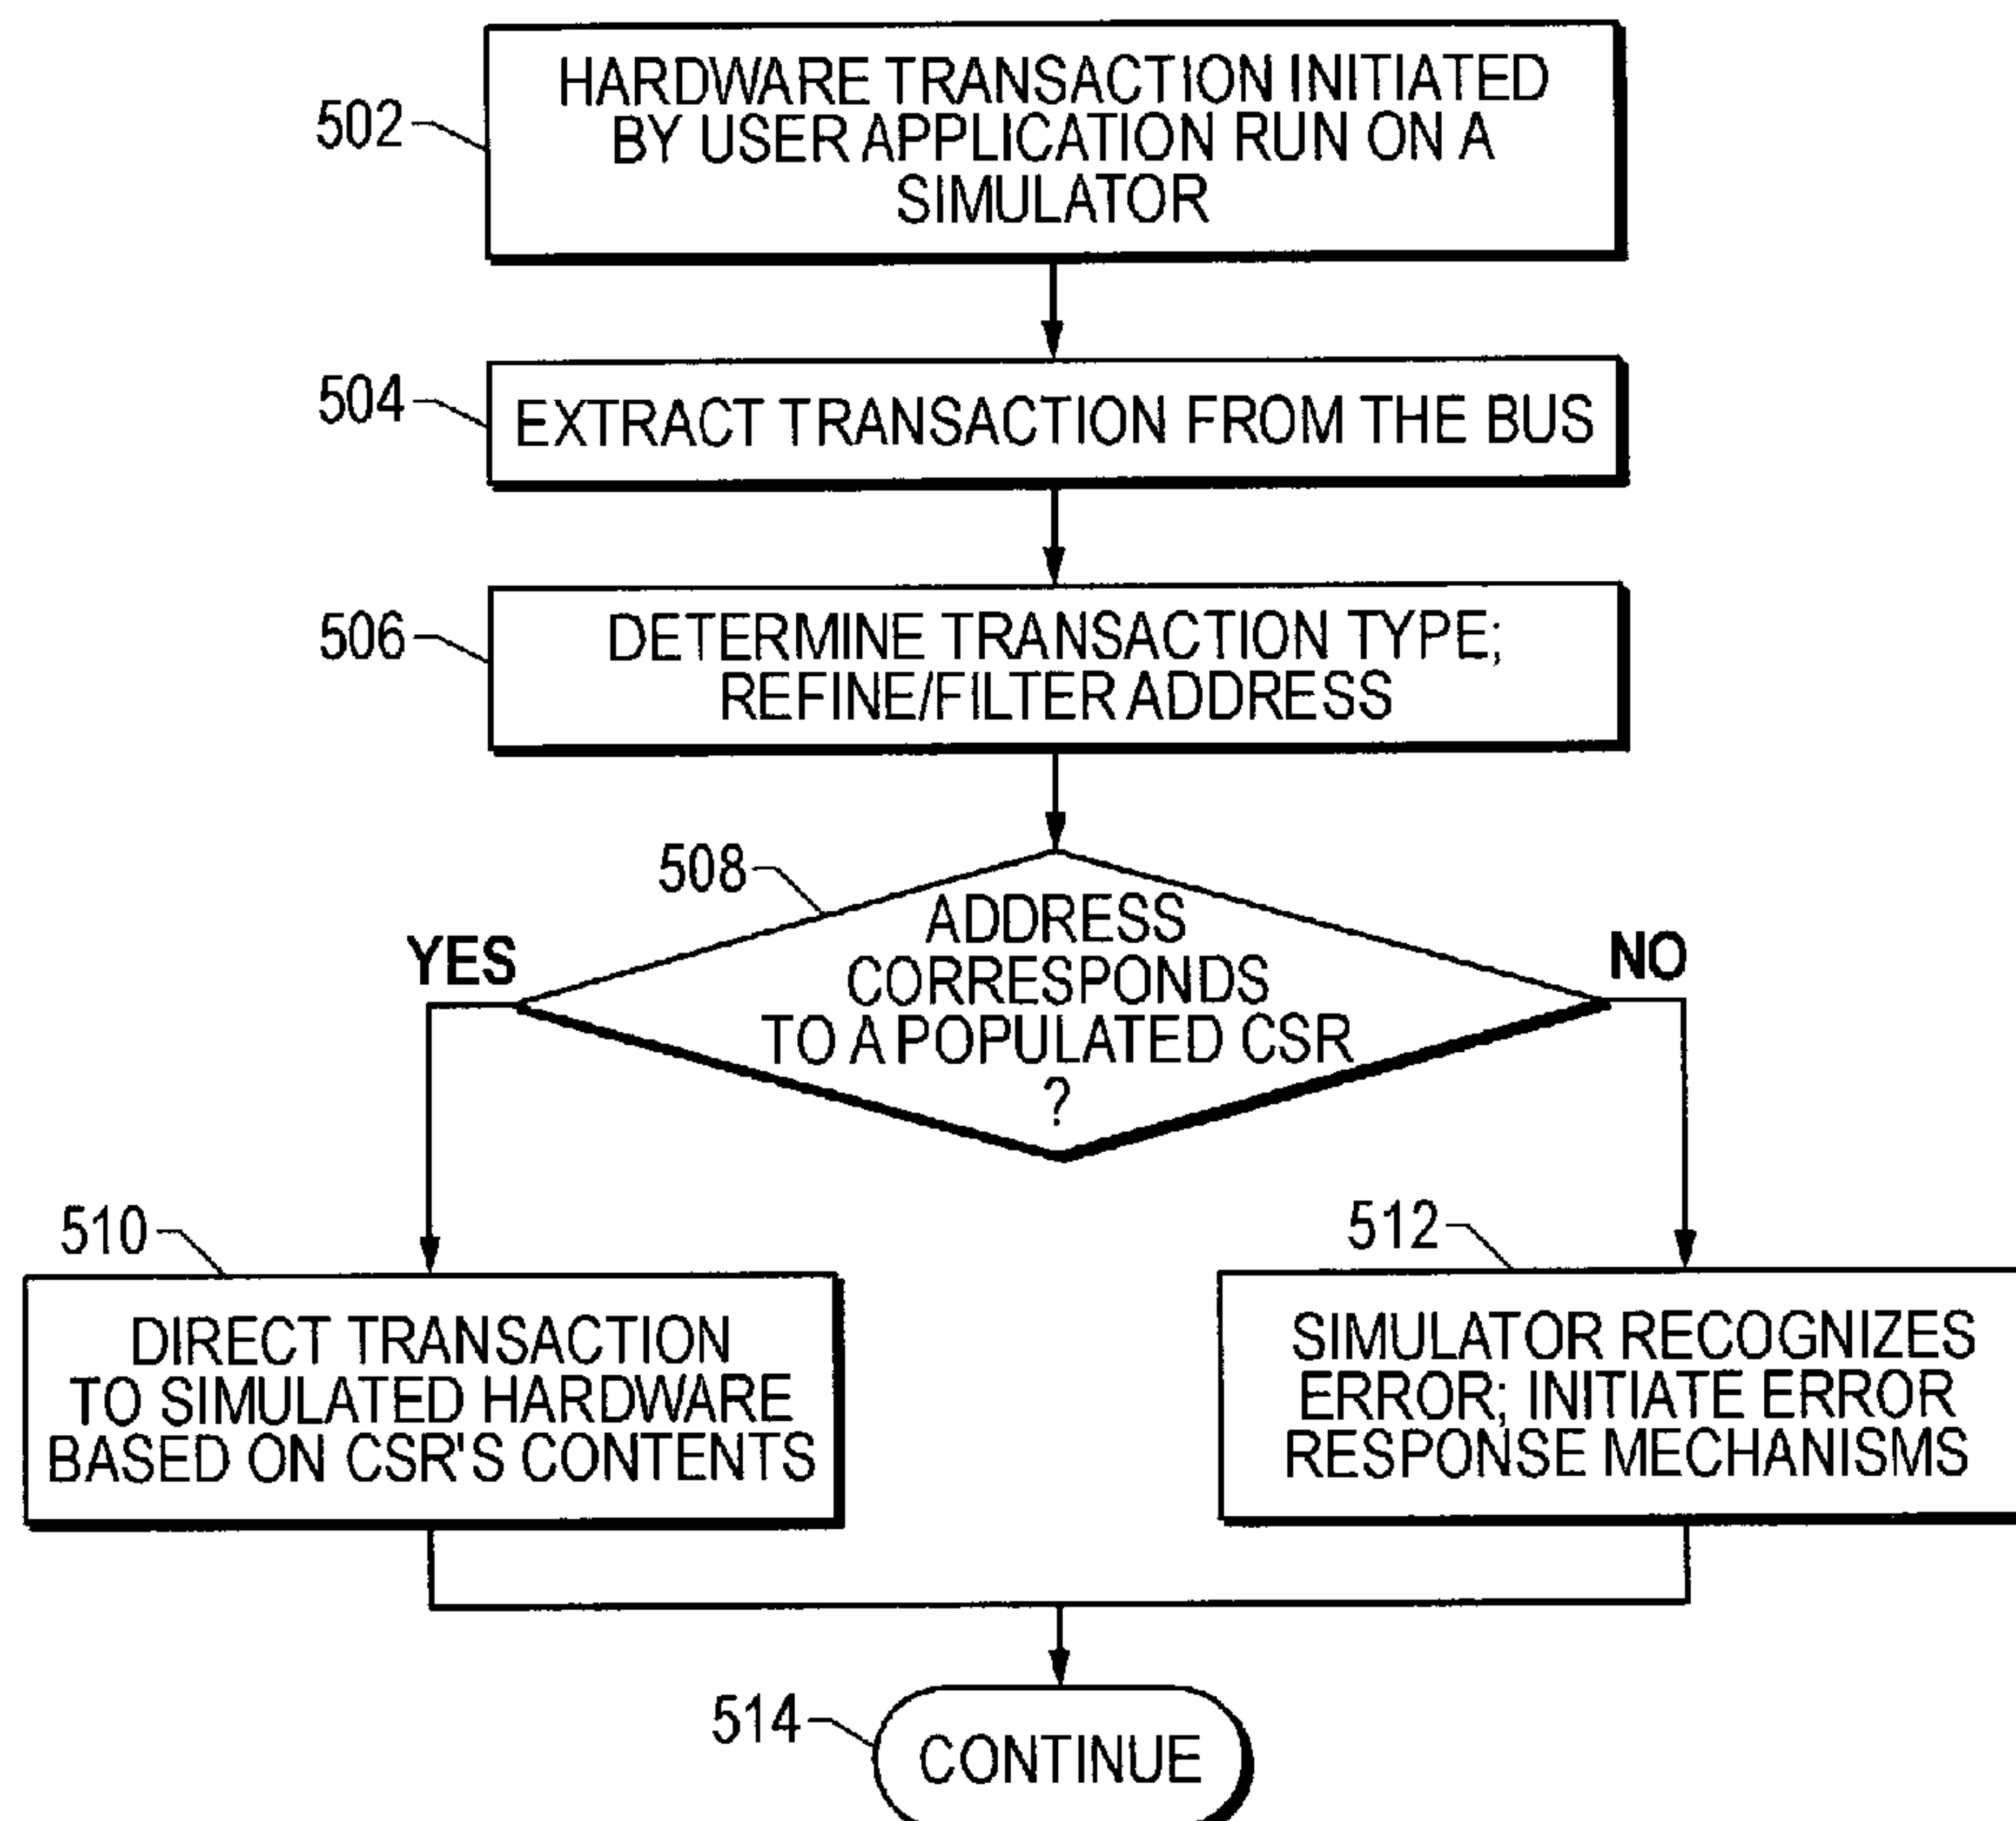 502
HARDWARE TRANSACTION INITIATED
BY USER APPLICATION RUN ON A
SIMULATOR
504
EXTRACT TRANSACTION FROM THE BUS
506
DETERMINE TRANSACTION TYPE;
REFINE/FILTER ADDRESS
508
ADDRESS
CORRESPONDS
TO A POPULATED CSR
?
YES
NO
510
DIRECT TRANSACTION
TO SIMULATED HARDWARE
BASED ON CSR'S CONTENTS
512
SIMULATOR RECOGNIZES
ERROR; INITIATE ERROR
RESPONSE MECHANISMS
514
CONTINUE